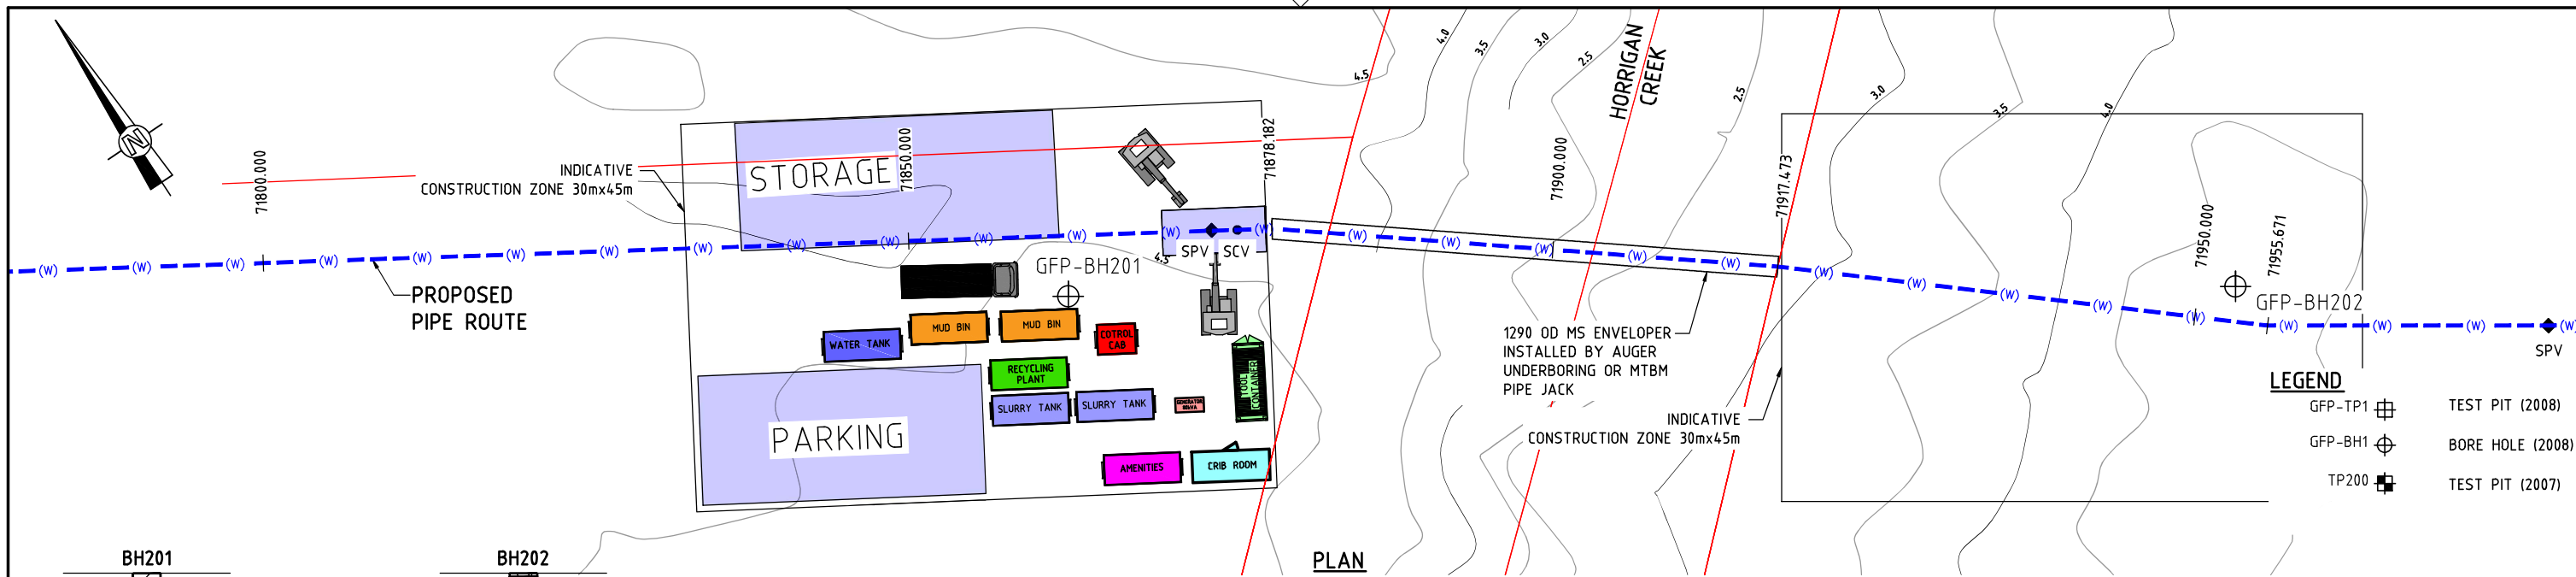 N
71800.000
INDICATIVE
CONSTRUCTION ZONE 30mx45m
PROPOSED
PIPE ROUTE
STORAGE
71850.000
71878.182
4.5
4.0
3.5
3.0
2.5
HORRIGAN
CREEK
2.5
3.0
3.5
4.0
71900.000
71917.473
71950.000
71955.671
(W) (W) (W) (W) (W) (W) (W) (W) (W) (W) (W) (W) (W) (W) (W) (W) (W) (W) (W) (W) (W) (W) (W) (W) (W) (W) (W) (W)
SPV SCV
4.5
GFP-BH201
GFP-BH202
WATER TANK
MUD BIN
MUD BIN
COTROL
CAB
RECYCLING
PLANT
SLURRY TANK
SLURRY TANK
GENERATOR
TOOL
CONTAINER
PARKING
AMENITIES
CRIB ROOM
1290 OD MS ENVELOPER
INSTALLED BY AUGER
UNDERBORING OR MTBM
PIPE JACK
INDICATIVE
CONSTRUCTION ZONE 30mx45m
SPV
LEGEND
GFP-TP1 TEST PIT (2008)
GFP-BH1 BORE HOLE (2008)
TP200 TEST PIT (2007)
BH201
BH202
PLAN